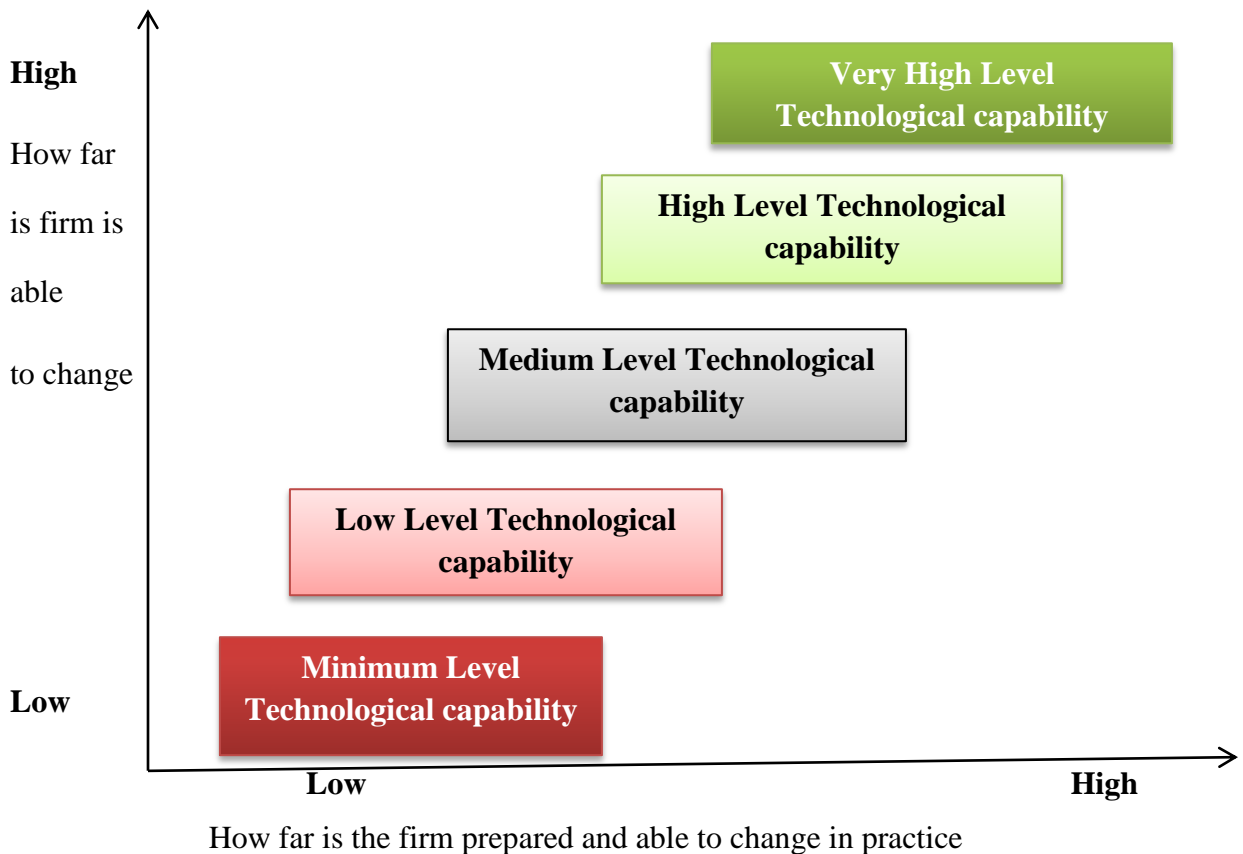 High
How far
is firm is
able
to change
Low
Very High Level
Technological capability
High Level Technological
capability
Medium Level Technological
capability
Low Level Technological
capability
Minimum Level
Technological capability
Low
High
How far is the firm prepared and able to change in practice